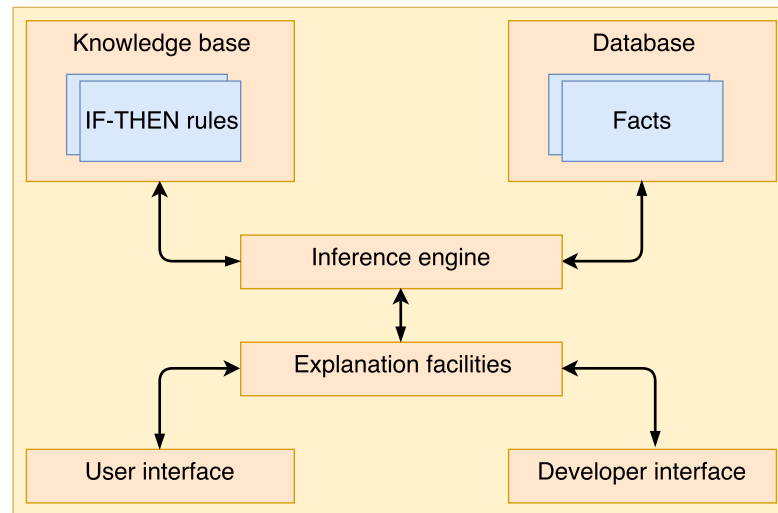 Knowledge base
IF-THEN rules
Database
Facts
Inference engine
Explanation facilities
User interface
Developer interface